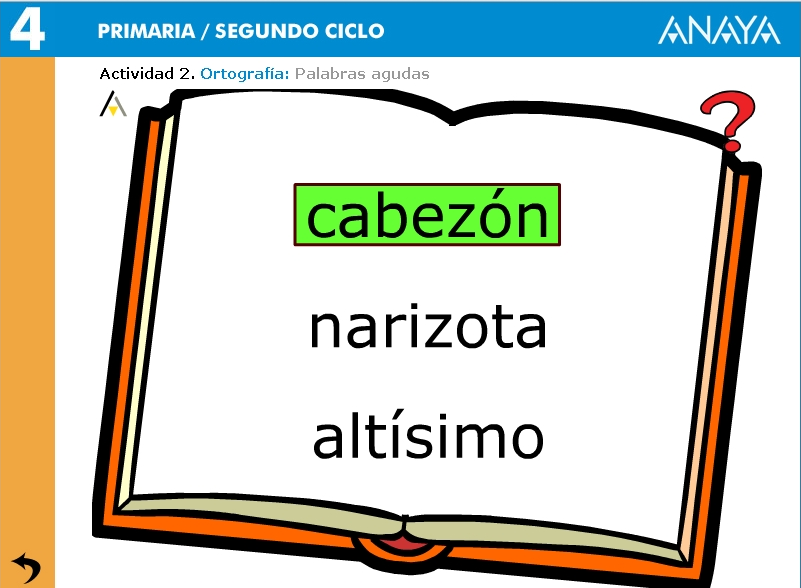 4 PRIMARIA / SEGUNDO CICLO ANAYA
Actividad 2. Ortografía: Palabras agudas
?
cabezón
narizota
altísimo